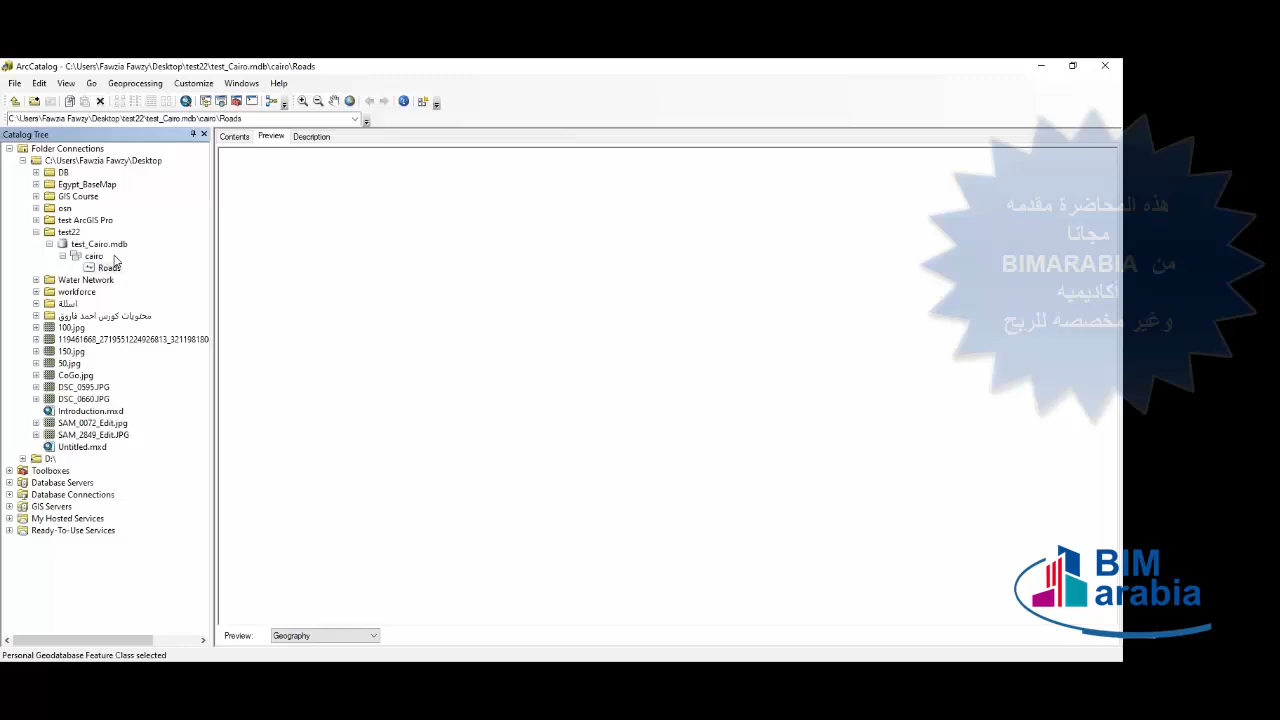 ArcCatalog - C:\Users\Fawzia Fawzy\Desktop\test22\test_Cairo.mdb\cairo\Roads
File Edit View Go Geoprocessing Customize Windows Help
C:\Users\Fawzia Fawzy\Desktop\test22\test_Cairo.mdb\cairo\Roads
Catalog Tree
Contents Preview Description
Folder Connections
C:\Users\Fawzia Fawzy\Desktop
DB
Egypt_BaseMap
GIS Course
osn
test ArcGIS Pro
test22
test_Cairo.mdb
cairo
Roads
Water Network
workforce
اسئلة
محتويات كورس احمد فاروق
100.jpg
119461668_2719551224926813_321198180
150.jpg
50.jpg
CoGo.jpg
DSC_0595.JPG
DSC_0660.JPG
Introduction.mxd
SAM_0072_Edit.jpg
SAM_2849_Edit.JPG
Untitled.mxd
D:\
Toolboxes
Database Servers
Database Connections
GIS Servers
My Hosted Services
Ready-To-Use Services
Preview: Geography
Personal Geodatabase Feature Class selected
هذه المحاضرة مقدمه
مجانا
من BIMARABIA
اكاديميه
وغير مخصصه للربح
BIM
arabia